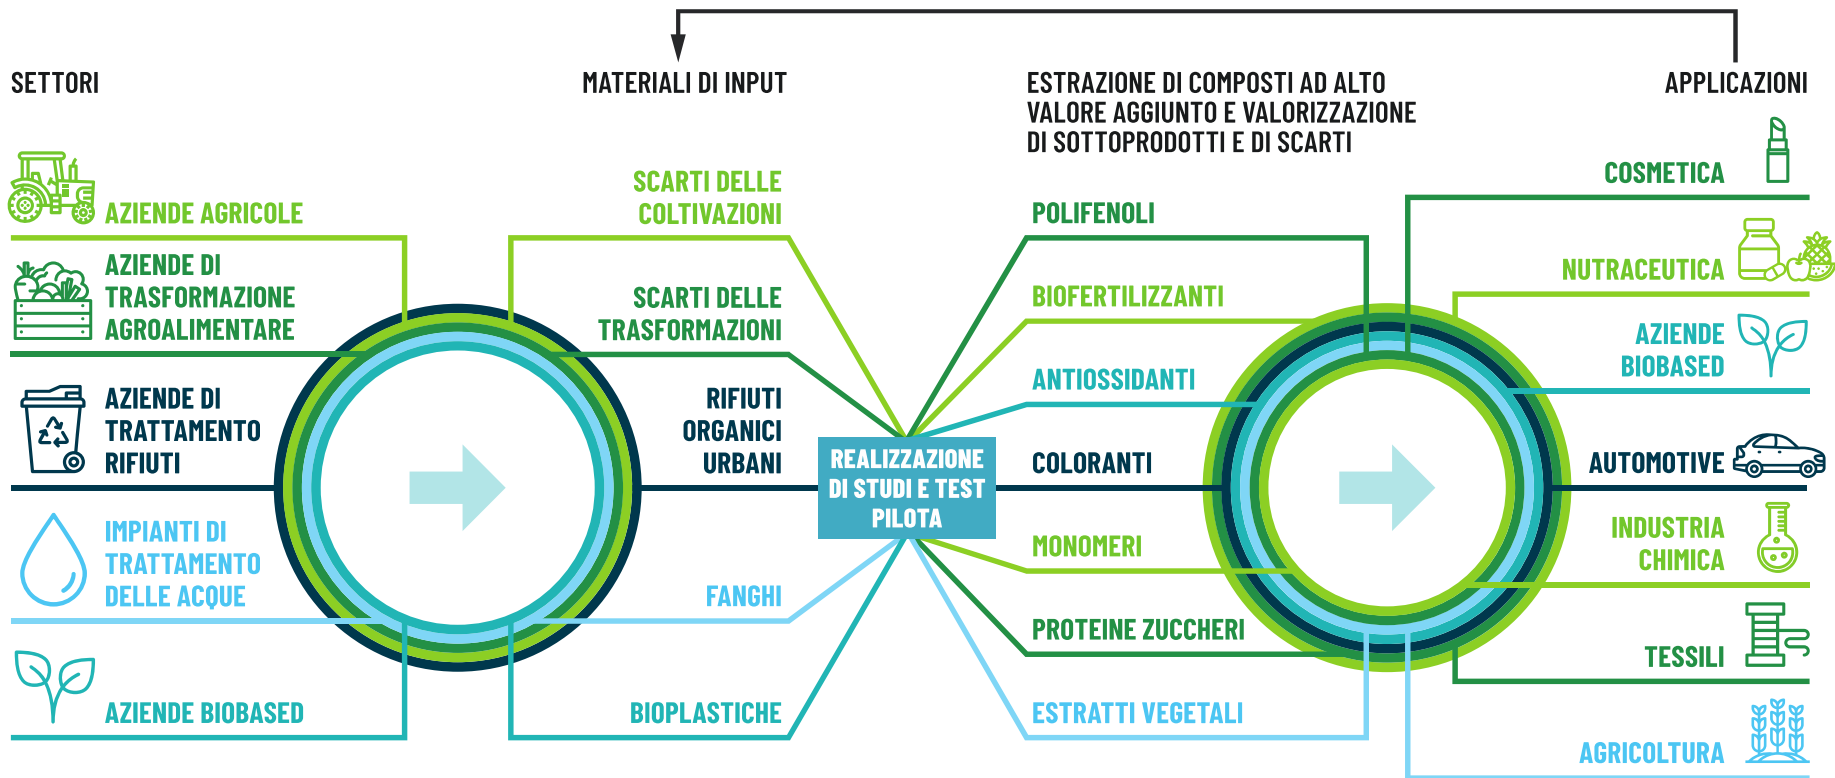 SETTORI
MATERIALI DI INPUT
ESTRAZIONE DI COMPOSTI AD ALTO
VALORE AGGIUNTO E VALORIZZAZIONE
DI SOTTOPRODOTTI E DI SCARTI
APPLICAZIONI
AZIENDE AGRICOLE
AZIENDE DI
TRASFORMAZIONE
AGROALIMENTARE
AZIENDE DI
TRATTAMENTO
RIFIUTI
IMPIANTI DI
TRATTAMENTO
DELLE ACQUE
AZIENDE BIOBASED
SCARTI DELLE
COLTIVAZIONI
SCARTI DELLE
TRASFORMAZIONI
RIFIUTI
ORGANICI
URBANI
FANGHI
BIOPLASTICHE
REALIZZAZIONE
DI STUDI E TEST
PILOTA
POLIFENOLI
BIOFERTILIZZANTI
ANTIOSSIDANTI
COLORANTI
MONOMERI
PROTEINE ZUCCHERI
ESTRATTI VEGETALI
COSMETICA
NUTRACEUTICA
AZIENDE
BIOBASED
AUTOMOTIVE
INDUSTRIA
CHIMICA
TESSILI
AGRICOLTURA